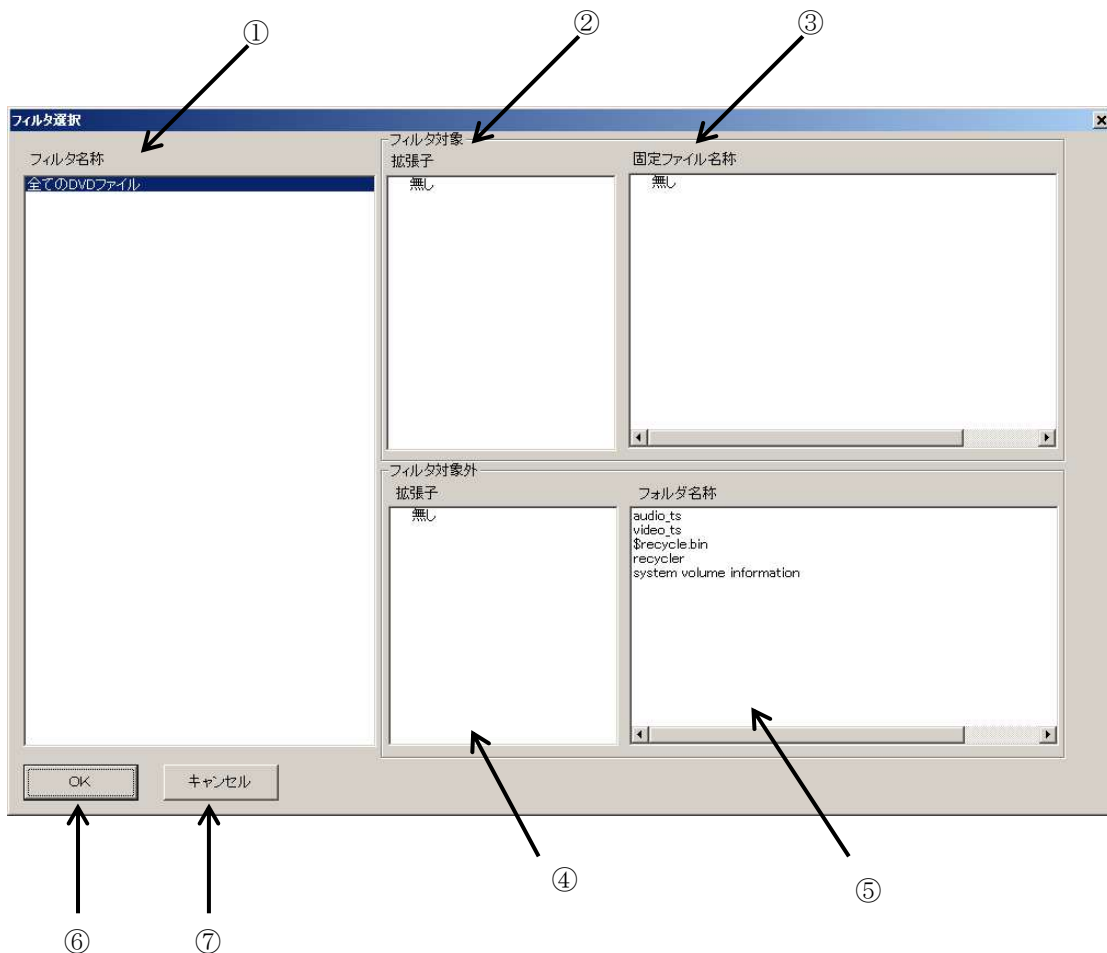 ① ② ③
フィルタ選択
フィルタ名称
全てのDVDファイル
フィルタ対象
拡張子
無し
固定ファイル名称
無し
フィルタ対象外
拡張子
無し
フォルダ名称
audio_ts
video_ts
$recycle.bin
recycler
system volume information
OK キャンセル
④ ⑤
⑥ ⑦